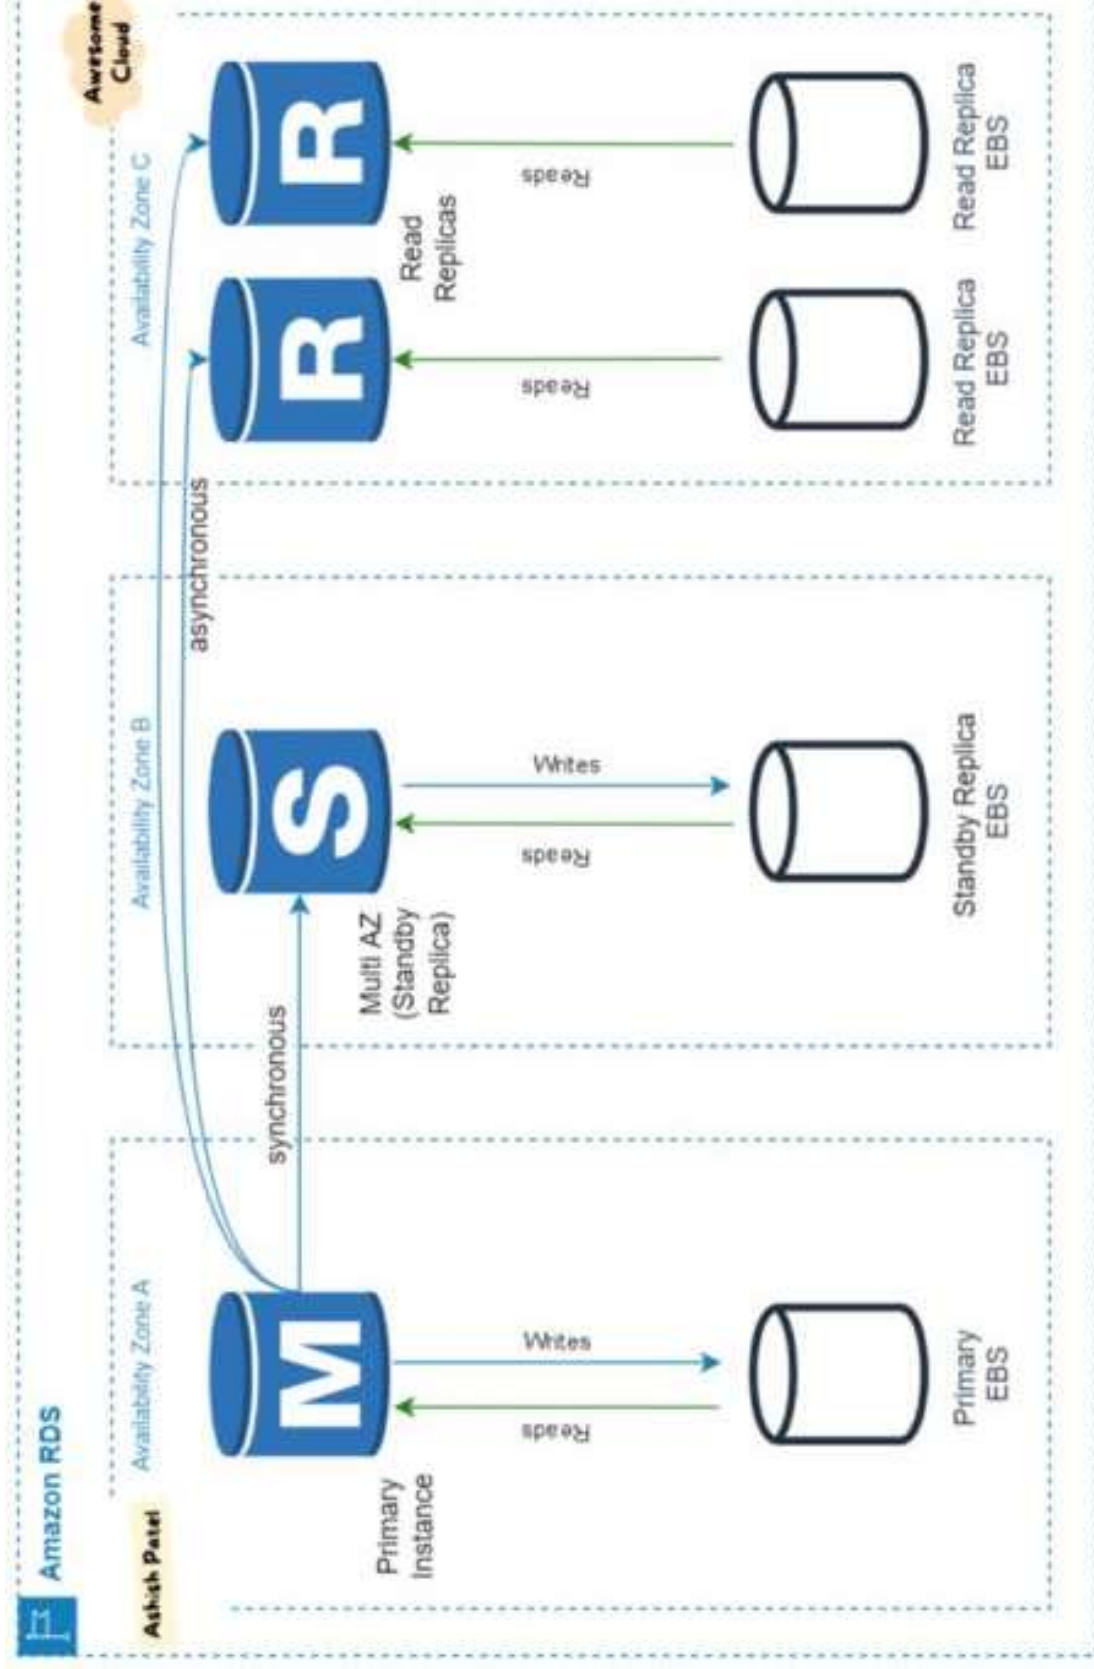 Amazon RDS
Ashish Patel
Awesome
Cloud
Availability Zone A
Availability Zone B
Availability Zone C
asynchronous
synchronous
M
S
R
R
Primary
Instance
Multi AZ
(Standby
Replica)
Read
Replicas
Reads
Writes
Reads
Writes
Reads
Reads
Primary
EBS
Standby Replica
EBS
Read Replica
EBS
Read Replica
EBS